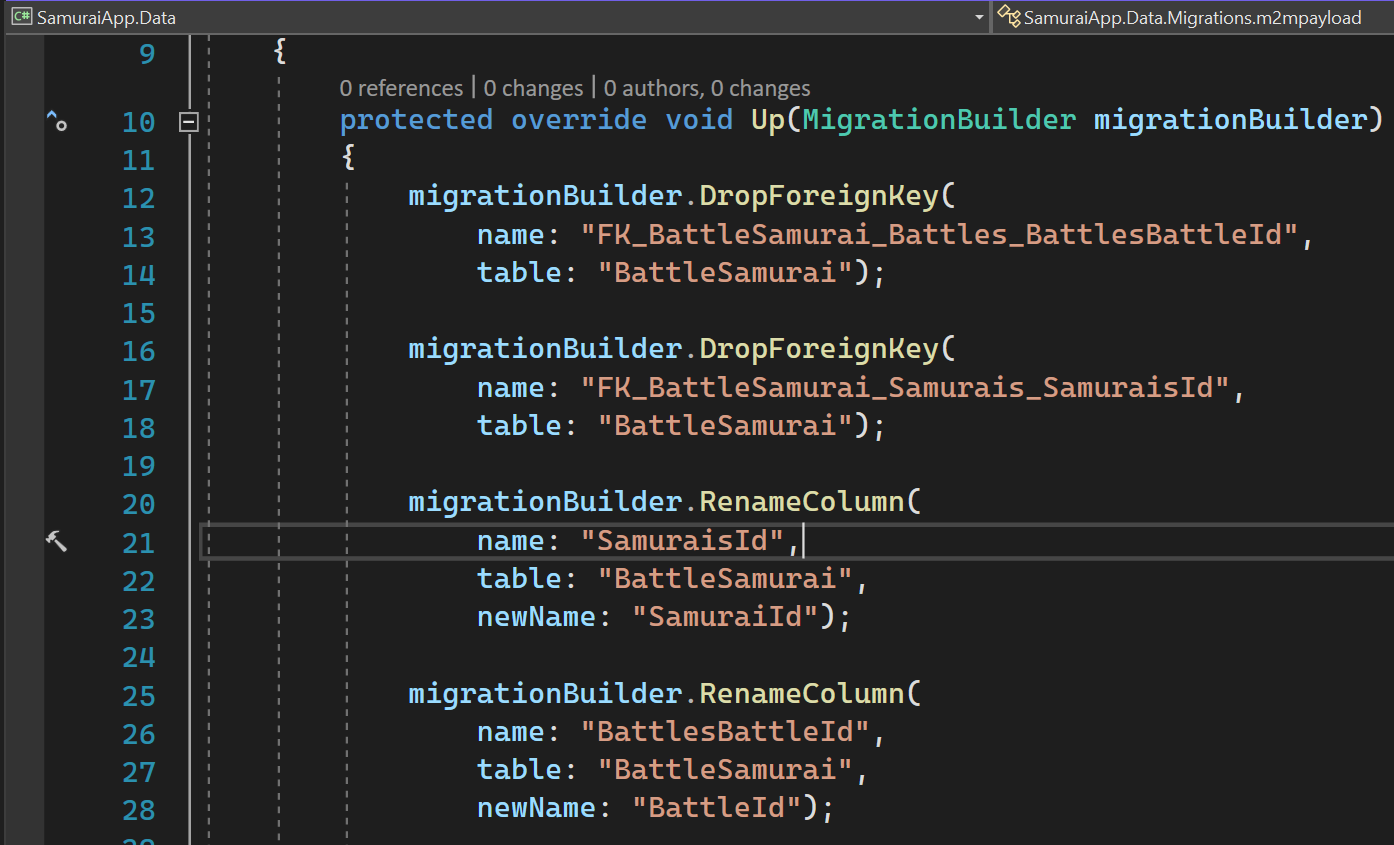 C# SamuraiApp.Data SamuraiApp.Data.Migrations.m2mpayload
9 {
0 references | 0 changes | 0 authors, 0 changes
10 protected override void Up(MigrationBuilder migrationBuilder)
11 {
12 migrationBuilder.DropForeignKey(
13 name: "FK_BattleSamurai_Battles_BattlesBattleId",
14 table: "BattleSamurai");
15
16 migrationBuilder.DropForeignKey(
17 name: "FK_BattleSamurai_Samurais_SamuraisId",
18 table: "BattleSamurai");
19
20 migrationBuilder.RenameColumn(
21 name: "SamuraisId",
22 table: "BattleSamurai",
23 newName: "SamuraiId");
24
25 migrationBuilder.RenameColumn(
26 name: "BattlesBattleId",
27 table: "BattleSamurai",
28 newName: "BattleId");